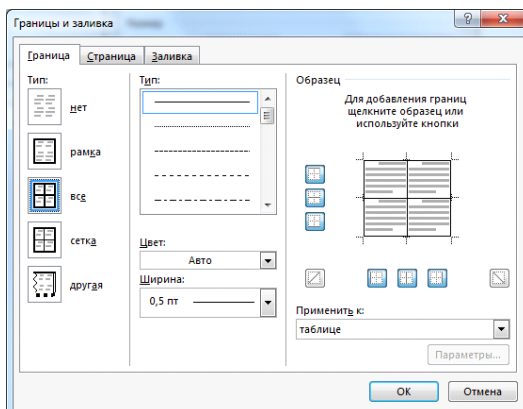 Границы и заливка
Граница
Страница
Заливка
Тип:
нет
рамка
все
сетка
другая
Тип:
Цвет:
Авто
Ширина:
0,5 пт
Образец
Для добавления границ
щелкните образец или
используйте кнопки
Применить к:
таблице
Параметры...
ОК
Отмена